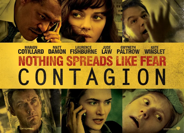 MARION MATT LAURENCE JUDE GWYNETH KATE
COTILLARD DAMON FISHBURNE LAW PALTROW WINSLET
NOTHING SPREADS LIKE FEAR
CONTAGION